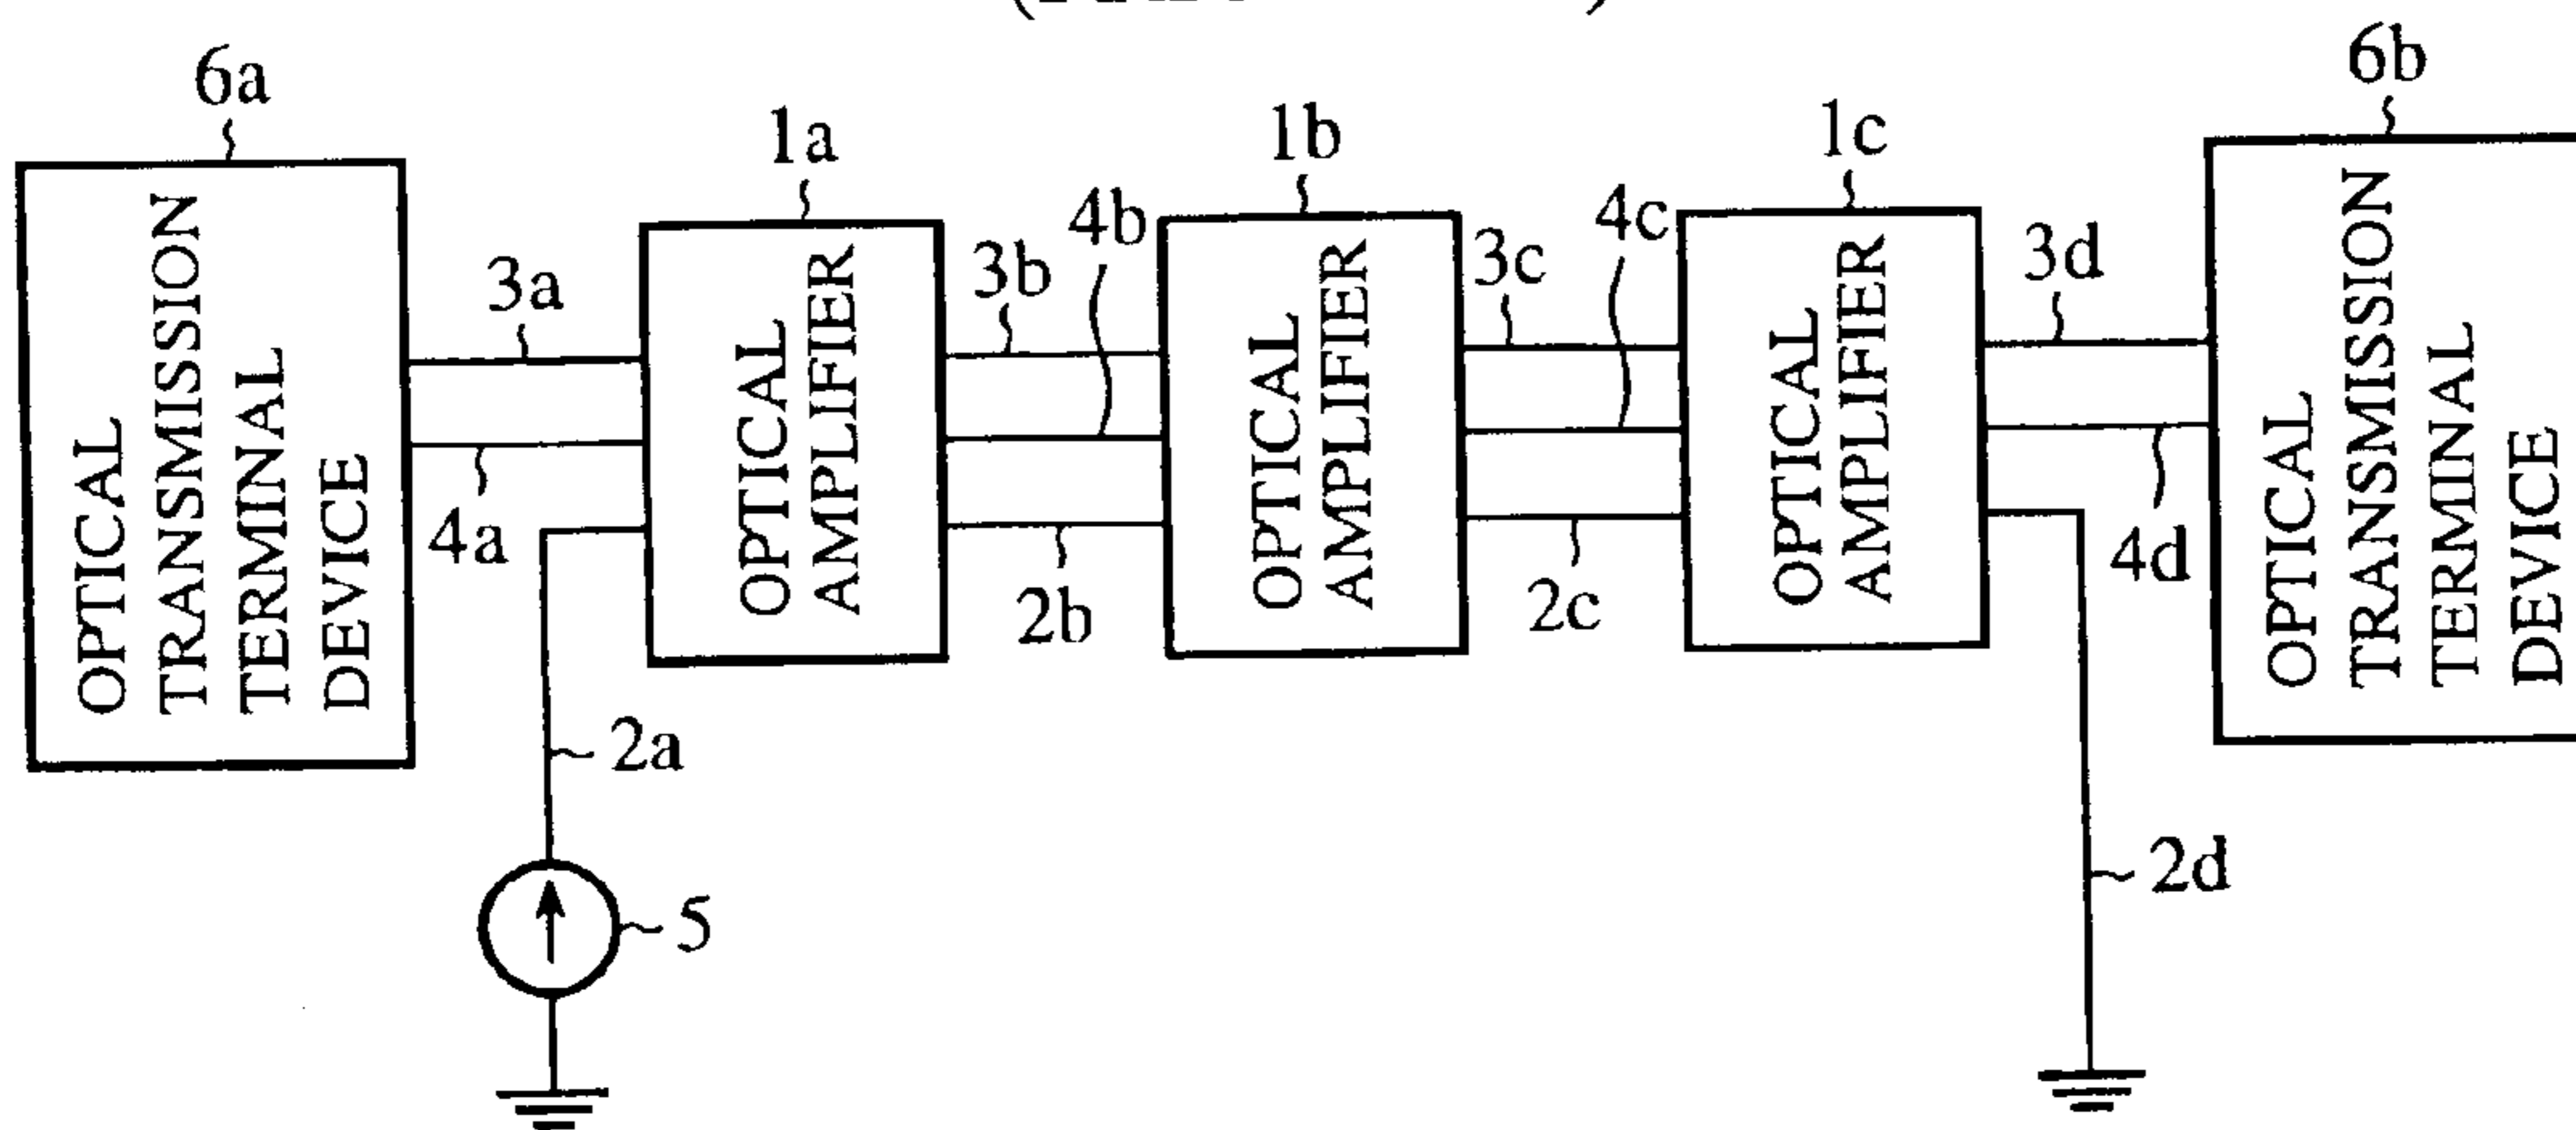 6a
6b
1a
1b
1c
4b
4c
3a
3b
3c
3d
OPTICAL
TRANSMISSION
TERMINAL
DEVICE
OPTICAL
AMPLIFIER
OPTICAL
AMPLIFIER
OPTICAL
AMPLIFIER
OPTICAL
TRANSMISSION
TERMINAL
DEVICE
4a
4d
2b
2c
2a
2d
5